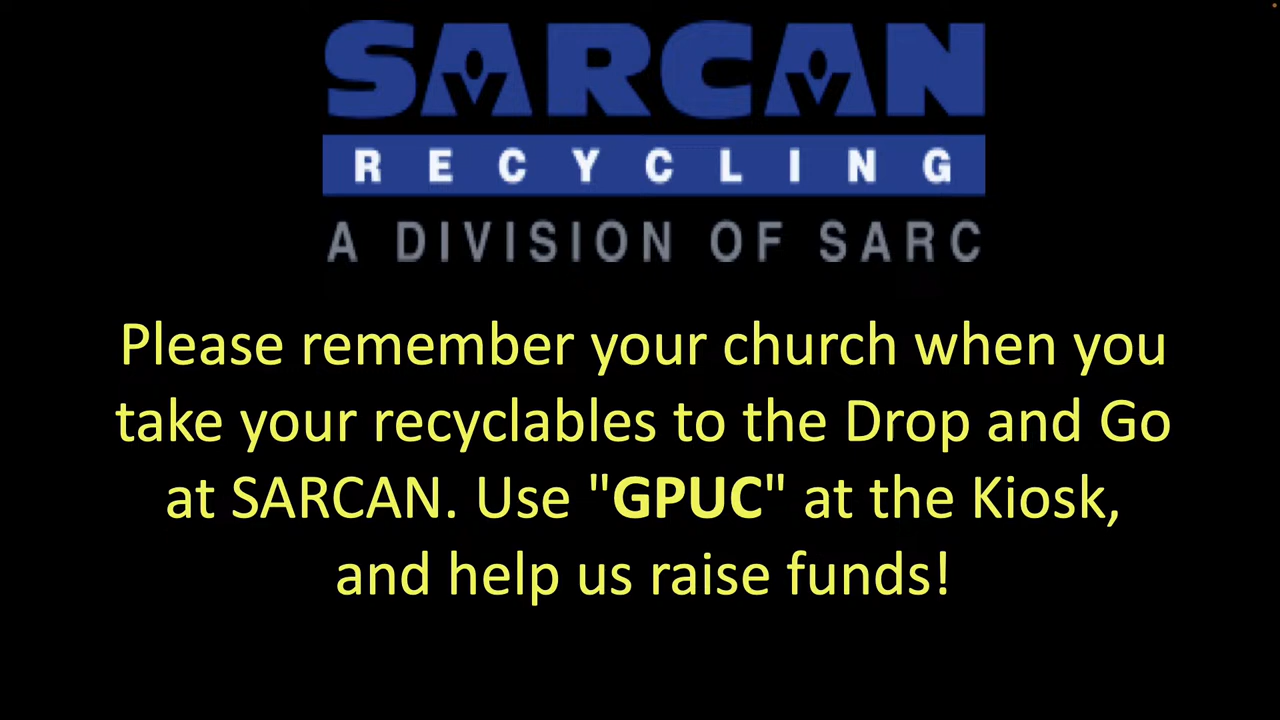 SARCAN
RECYCLING
A DIVISION OF SARC
Please remember your church when you
take your recyclables to the Drop and Go
at SARCAN. Use "GPUC" at the Kiosk,
and help us raise funds!